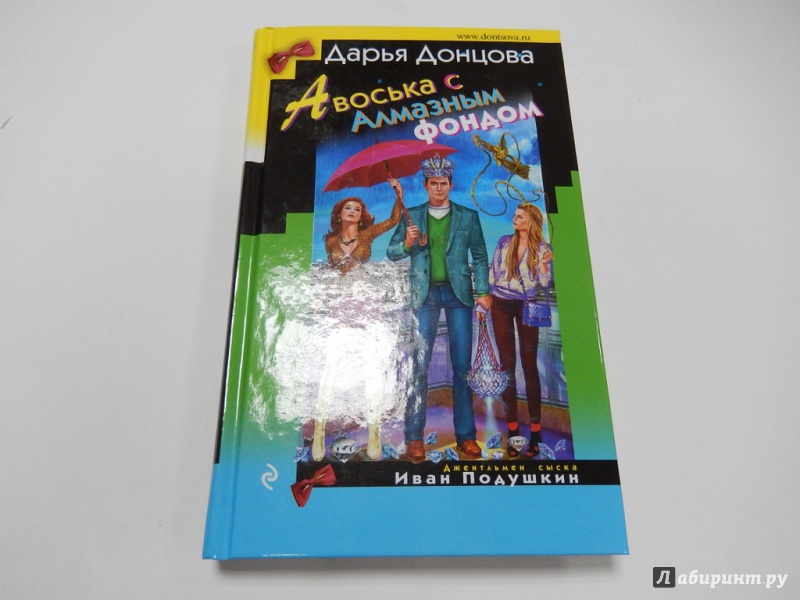 www.dontsova.ru
Дарья Донцова
Авоська с
Алмазным
фондом
Джентльмен сыска
Иван Подушкин
Лабиринт.ру